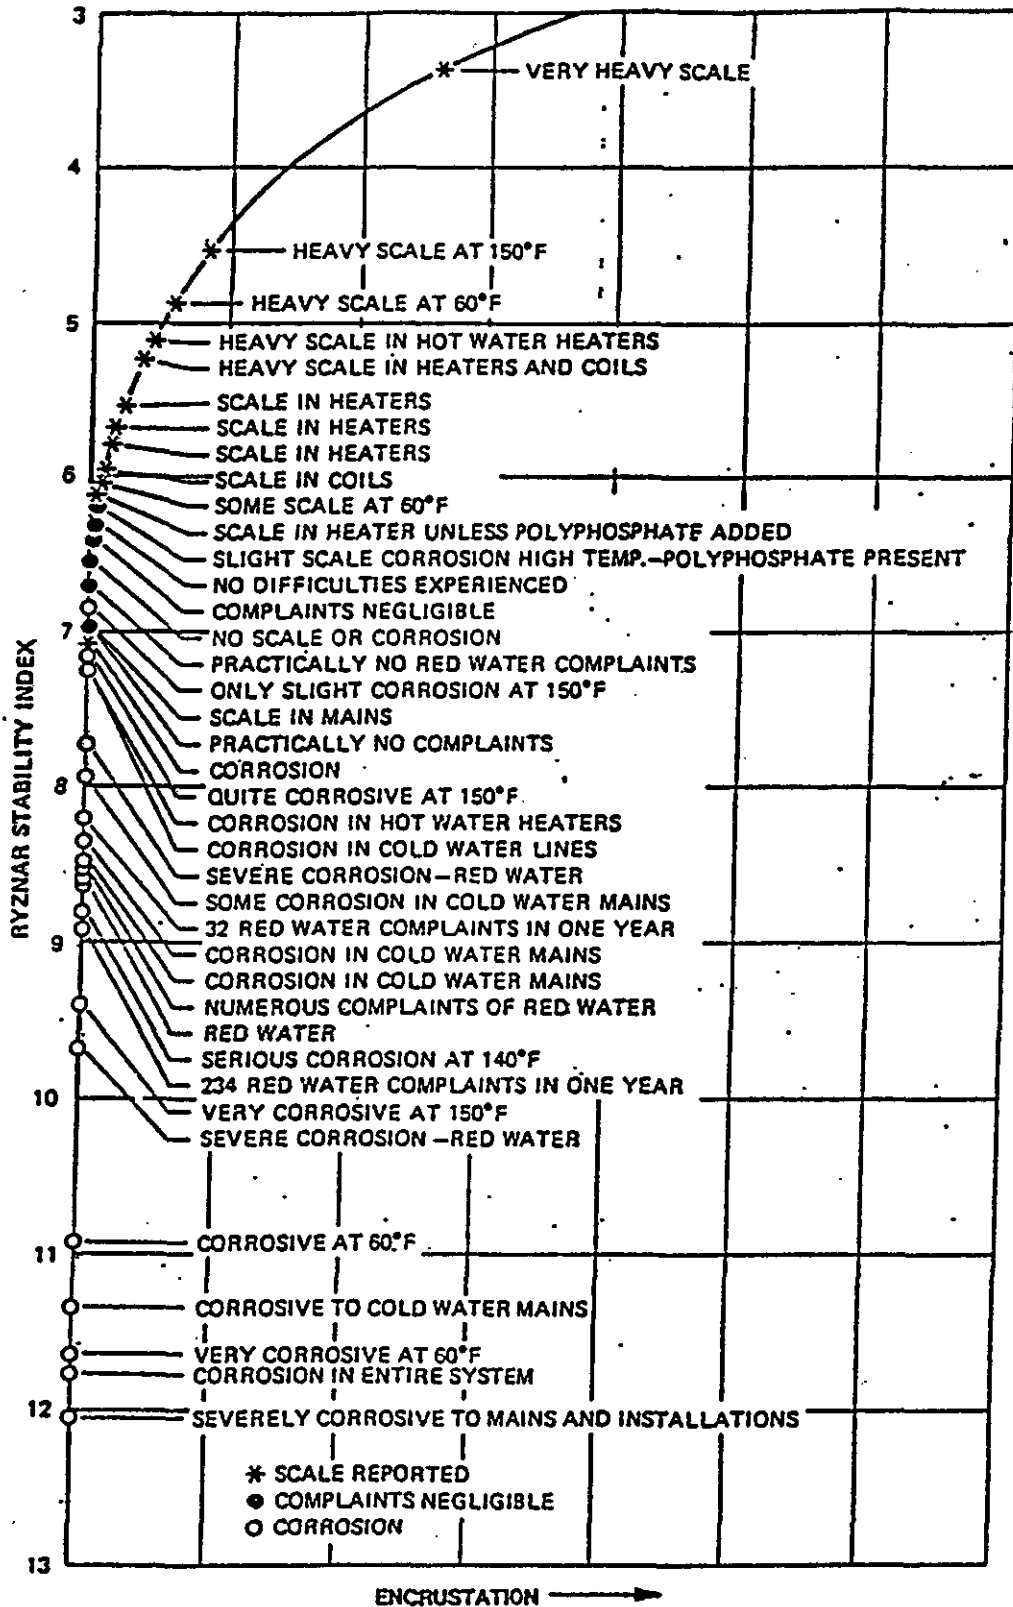 3
VERY HEAVY SCALE
4
HEAVY SCALE AT 150°F
HEAVY SCALE AT 60°F
5
HEAVY SCALE IN HOT WATER HEATERS
HEAVY SCALE IN HEATERS AND COILS
SCALE IN HEATERS
SCALE IN HEATERS
SCALE IN HEATERS
6
SCALE IN COILS
SOME SCALE AT 60°F
SCALE IN HEATER UNLESS POLYPHOSPHATE ADDED
SLIGHT SCALE CORROSION HIGH TEMP.-POLYPHOSPHATE PRESENT
NO DIFFICULTIES EXPERIENCED
COMPLAINTS NEGLIGIBLE
7
NO SCALE OR CORROSION
PRACTICALLY NO RED WATER COMPLAINTS
ONLY SLIGHT CORROSION AT 150°F
SCALE IN MAINS
PRACTICALLY NO COMPLAINTS
CORROSION
8
QUITE CORROSIVE AT 150°F
CORROSION IN HOT WATER HEATERS
CORROSION IN COLD WATER LINES
SEVERE CORROSION-RED WATER
SOME CORROSION IN COLD WATER MAINS
32 RED WATER COMPLAINTS IN ONE YEAR
9
CORROSION IN COLD WATER MAINS
CORROSION IN COLD WATER MAINS
NUMEROUS COMPLAINTS OF RED WATER
RED WATER
SERIOUS CORROSION AT 140°F
234 RED WATER COMPLAINTS IN ONE YEAR
10
VERY CORROSIVE AT 150°F
SEVERE CORROSION -RED WATER
CORROSIVE AT 60°F
11
CORROSIVE TO COLD WATER MAINS
VERY CORROSIVE AT 60°F
CORROSION IN ENTIRE SYSTEM
12
SEVERELY CORROSIVE TO MAINS AND INSTALLATIONS
SCALE REPORTED
COMPLAINTS NEGLIGIBLE
CORROSION
13
RYZNAR STABILITY INDEX
ENCRUSTATION